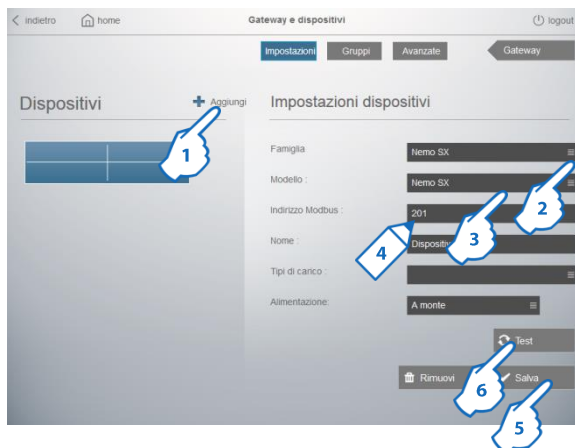 indietro home Gateway e dispositivi logout
Impostazioni Gruppi Avanzate Gateway
Dispositivi Aggiungi Impostazioni dispositivi
1
Famiglia Nemo SX
2
Modello : Nemo SX
3
Indirizzo Modbus : 201
4
Nome : Dispositiv
Tipi di carico :
Alimentazione: A monte
Test
6
Rimuovi Salva
5